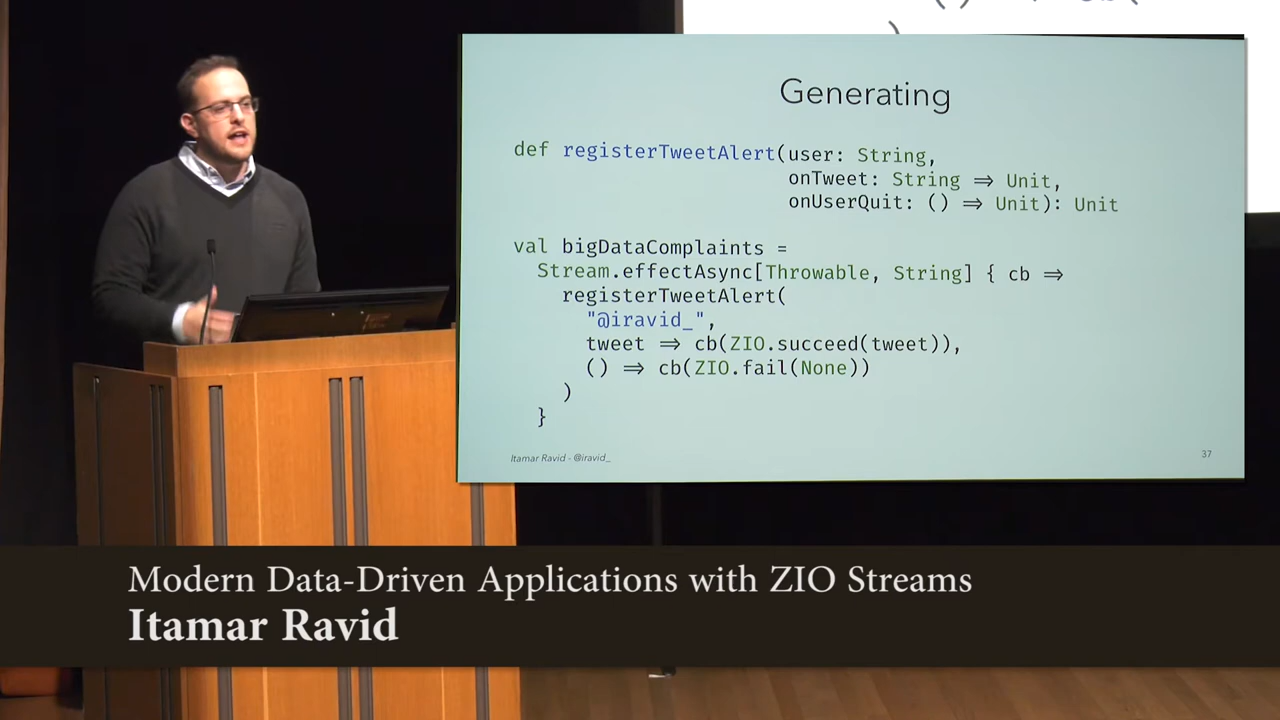 Generating
def registerTweetAlert(user: String,
onTweet: String ⇒ Unit,
onUserQuit: () ⇒ Unit): Unit
val bigDataComplaints =
Stream.effectAsync[Throwable, String] { cb ⇒
registerTweetAlert(
"@iravid_",
tweet ⇒ cb(ZIO.succeed(tweet)),
() ⇒ cb(ZIO.fail(None))
)
}
Itamar Ravid - @iravid_
37
Modern Data-Driven Applications with ZIO Streams
Itamar Ravid